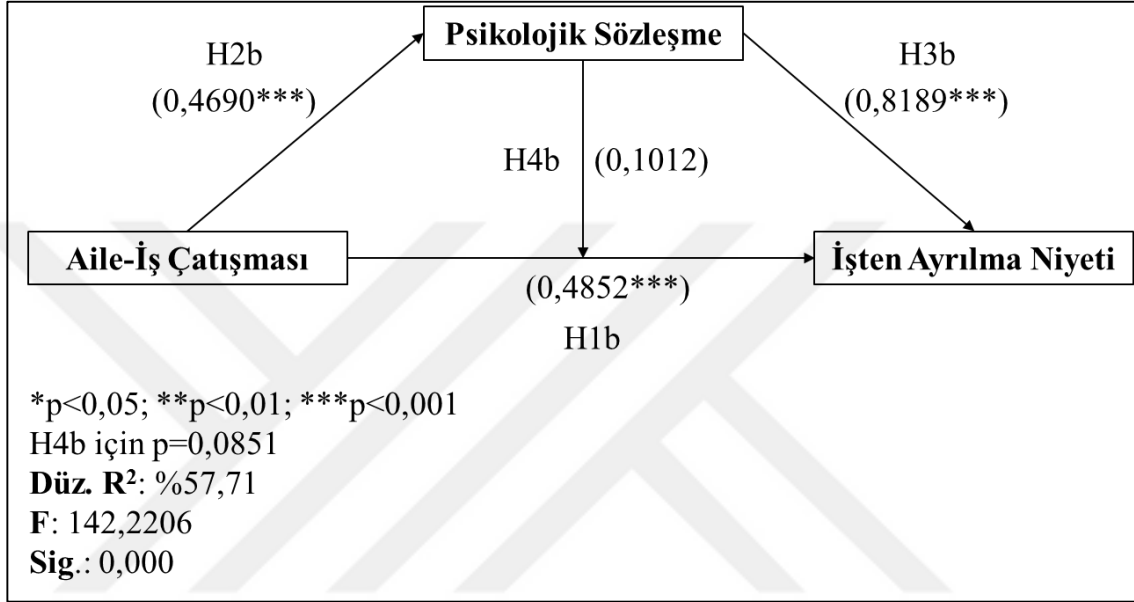 Psikolojik Sözleşme
H2b
(0,4690***)
H3b
(0,8189***)
H4b
(0,1012)
Aile-İş Çatışması
İşten Ayrılma Niyeti
(0,4852***)
H1b
*p<0,05; **p<0,01; ***p<0,001
H4b için p=0,0851
Düz. R²: %57,71
F: 142,2206
Sig.: 0,000